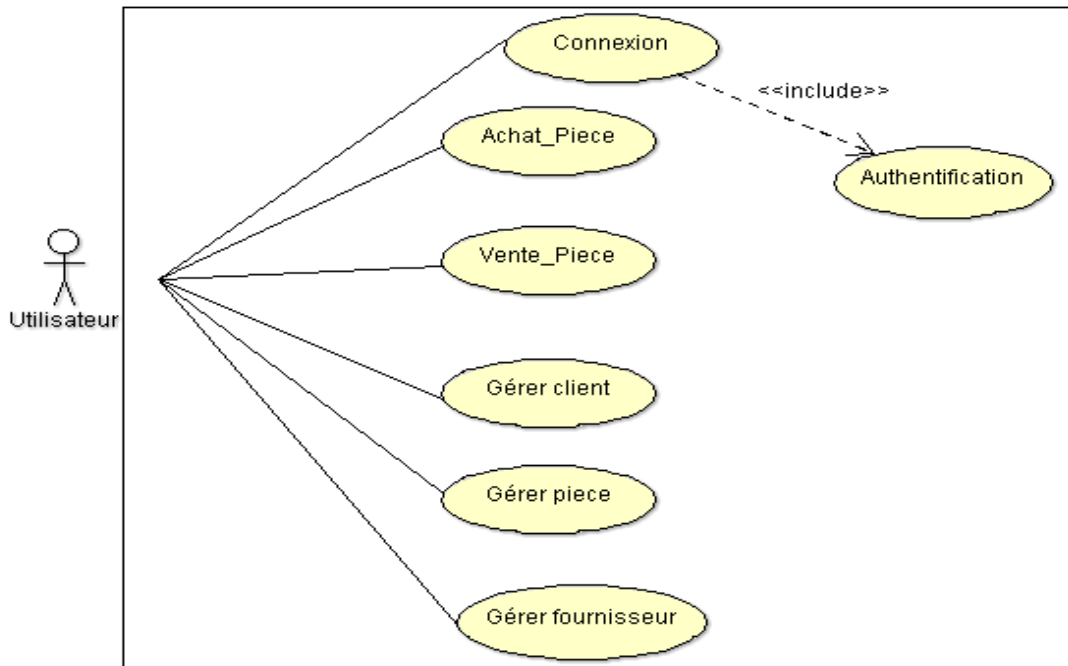 Connexion
<<include>>
Achat_Piece
Authentification
Vente_Piece
Utilisateur
Gérer client
Gérer piece
Gérer fournisseur